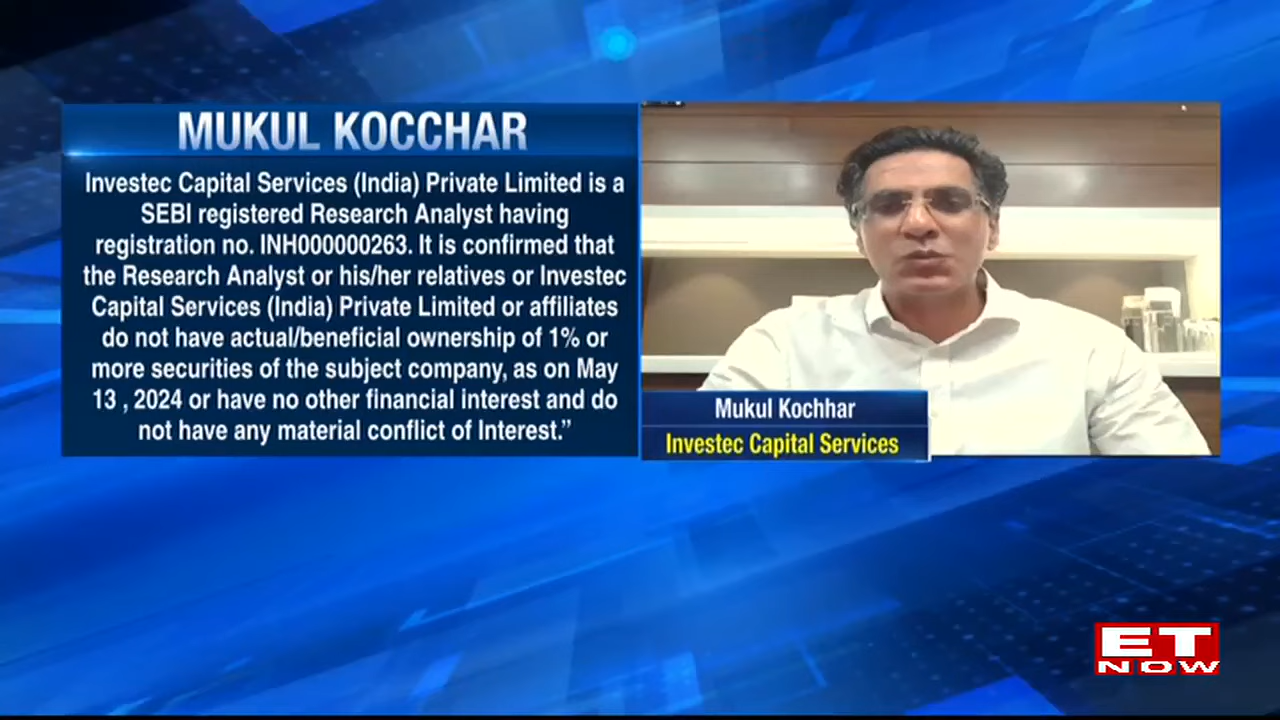 MUKUL KOCCHAR
Investec Capital Services (India) Private Limited is a
SEBI registered Research Analyst having
registration no. INH000000263. It is confirmed that
the Research Analyst or his/her relatives or Investec
Capital Services (India) Private Limited or affiliates
do not have actual/beneficial ownership of 1% or
more securities of the subject company, as on May
13 , 2024 or have no other financial interest and do
not have any material conflict of Interest.”
Mukul Kochhar
Investec Capital Services
ET
NOW